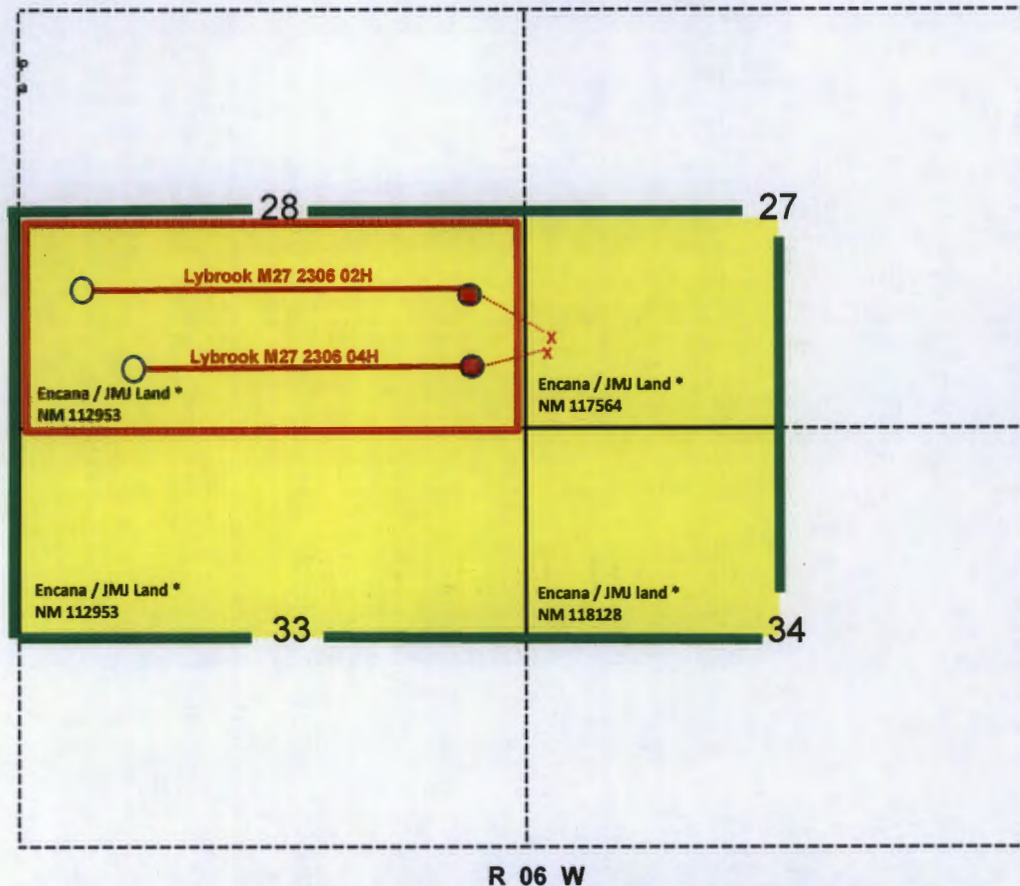 28
27
Lybrook M27 2306 02H
x
x
Lybrook M27 2306 04H
Encana / JMJ Land *
NM 112953
Encana / JMJ Land *
NM 117564
Encana / JMJ Land *
NM 112953
Encana / JMJ land *
NM 118128
33
34
R 06 W